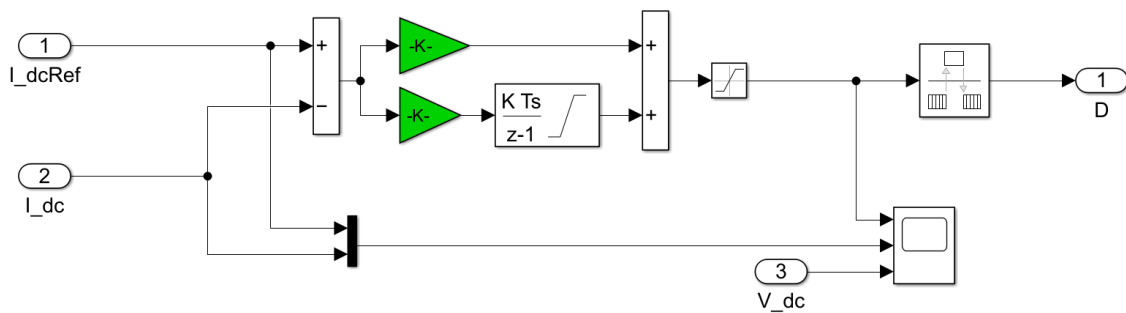 1
I_dcRef
+
−
-K-
-K-
K Ts
z-1
+
+
1
D
2
I_dc
3
V_dc